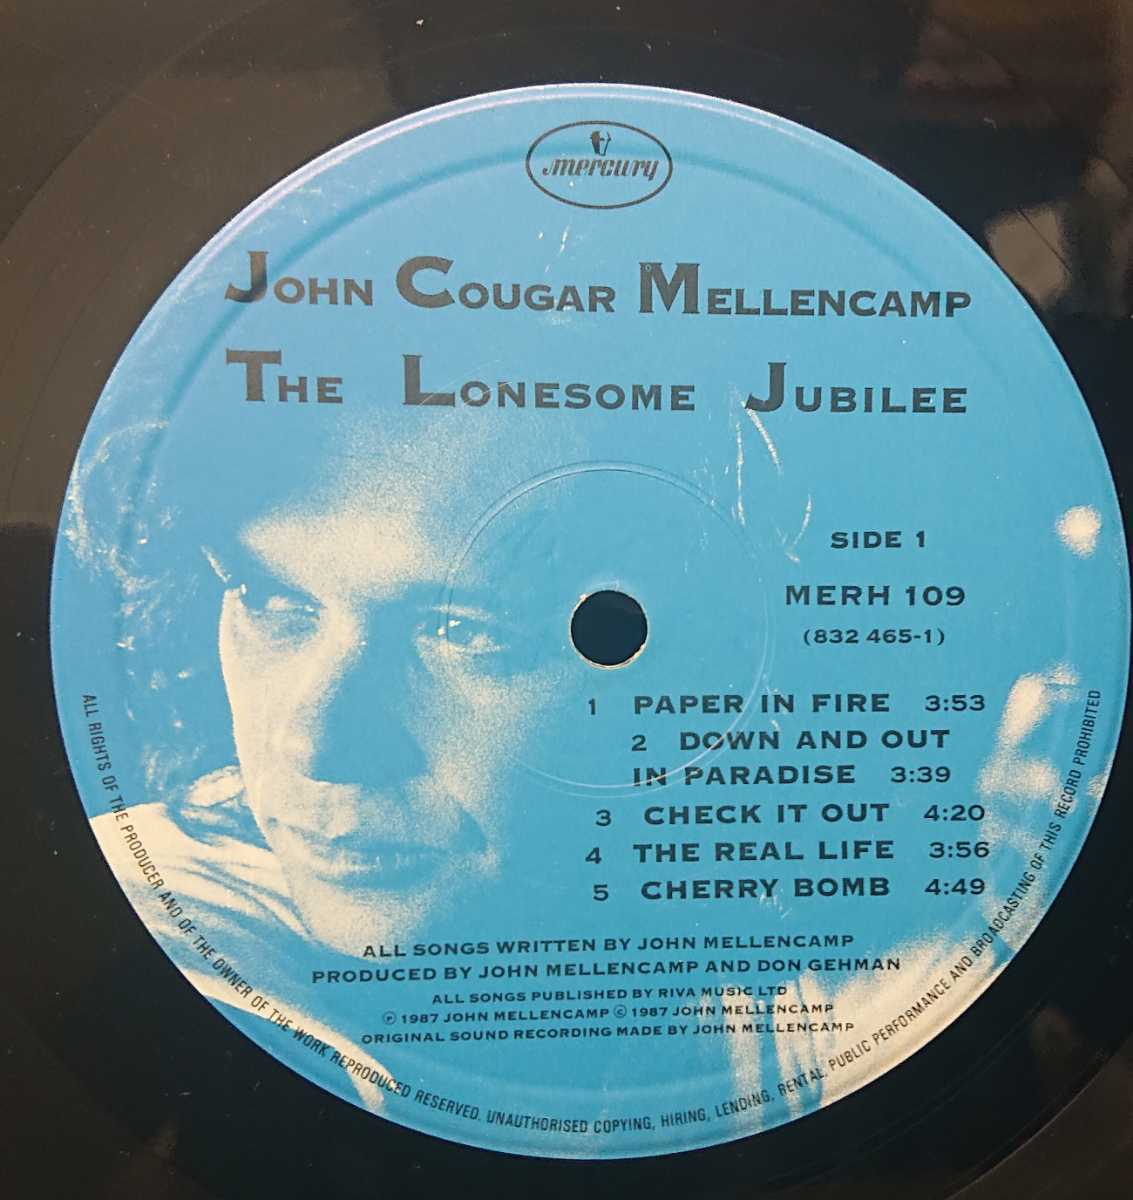 mercury
JOHN COUGAR MELLENCAMP
THE LONESOME JUBILEE
SIDE 1
MERH 109
(832 465-1)
1 PAPER IN FIRE 3:53
2 DOWN AND OUT
IN PARADISE 3:39
3 CHECK IT OUT 4:20
4 THE REAL LIFE 3:56
5 CHERRY BOMB 4:49
ALL SONGS WRITTEN BY JOHN MELLENCAMP
PRODUCED BY JOHN MELLENCAMP AND DON GEHMAN
ALL SONGS PUBLISHED BY RIVA MUSIC LTD
℗ 1987 JOHN MELLENCAMP © 1987 JOHN MELLENCAMP
ORIGINAL SOUND RECORDING MADE BY JOHN MELLENCAMP
ALL RIGHTS OF THE PRODUCER AND OF THE OWNER OF THE WORK REPRODUCED RESERVED. UNAUTHORISED COPYING, HIRING, LENDING, RENTAL, PUBLIC PERFORMANCE AND BROADCASTING OF THIS RECORD PROHIBITED